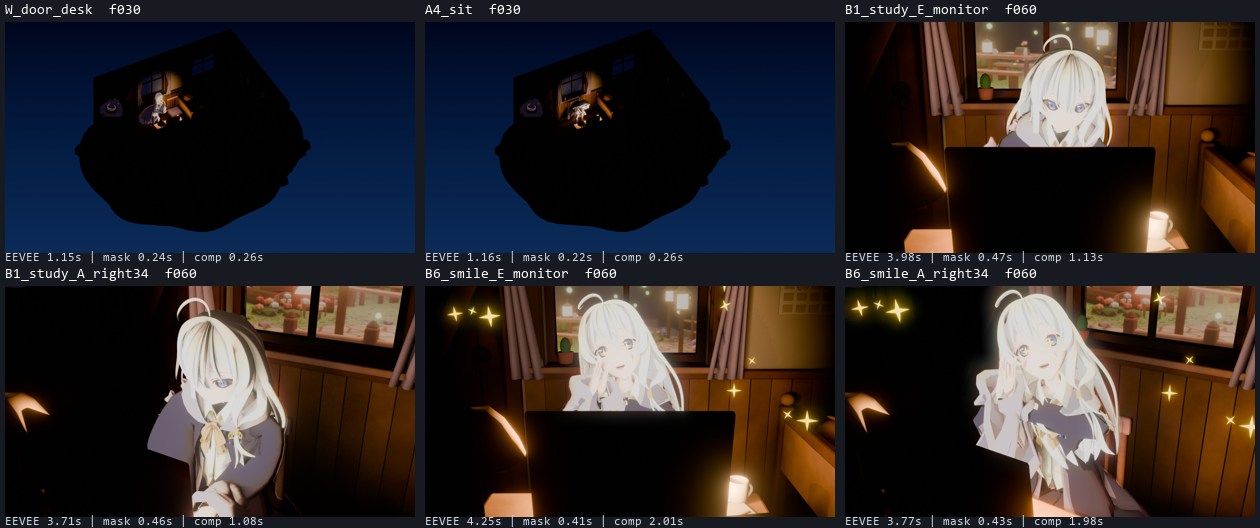 W_door_desk f030
A4_sit f030
B1_study_E_monitor f060
EEVEE 1.15s | mask 0.24s | comp 0.26s
EEVEE 1.16s | mask 0.22s | comp 0.26s
EEVEE 3.98s | mask 0.47s | comp 1.13s
B1_study_A_right34 f060
B6_smile_E_monitor f060
B6_smile_A_right34 f060
EEVEE 3.71s | mask 0.46s | comp 1.08s
EEVEE 4.25s | mask 0.41s | comp 2.01s
EEVEE 3.77s | mask 0.43s | comp 1.98s